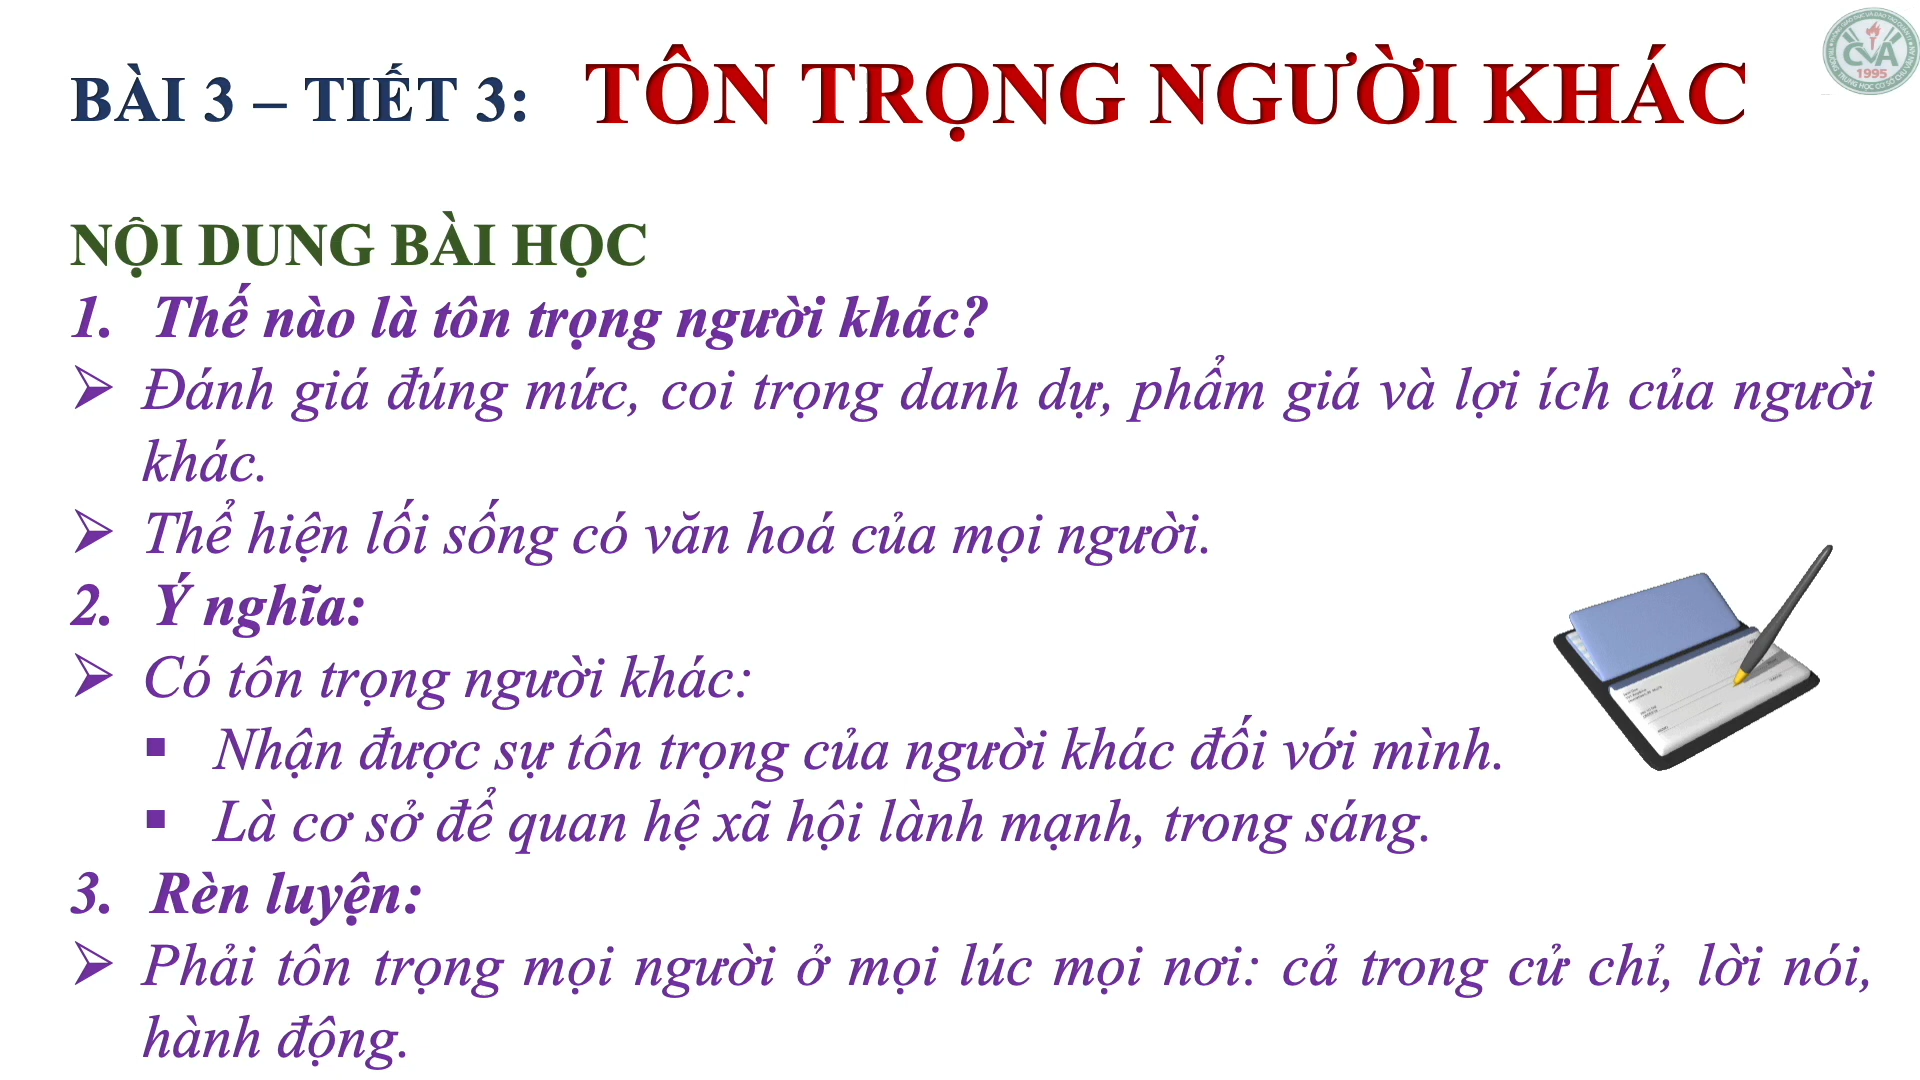 BÀI 3 – TIẾT 3: TÔN TRỌNG NGƯỜI KHÁC
CVA
1995
NỘI DUNG BÀI HỌC
1. Thế nào là tôn trọng người khác?
➢ Đánh giá đúng mức, coi trọng danh dự, phẩm giá và lợi ích của người
khác.
➢ Thể hiện lối sống có văn hoá của mọi người.
2. Ý nghĩa:
➢ Có tôn trọng người khác:
▪ Nhận được sự tôn trọng của người khác đối với mình.
▪ Là cơ sở để quan hệ xã hội lành mạnh, trong sáng.
3. Rèn luyện:
➢ Phải tôn trọng mọi người ở mọi lúc mọi nơi: cả trong cử chỉ, lời nói,
hành động.